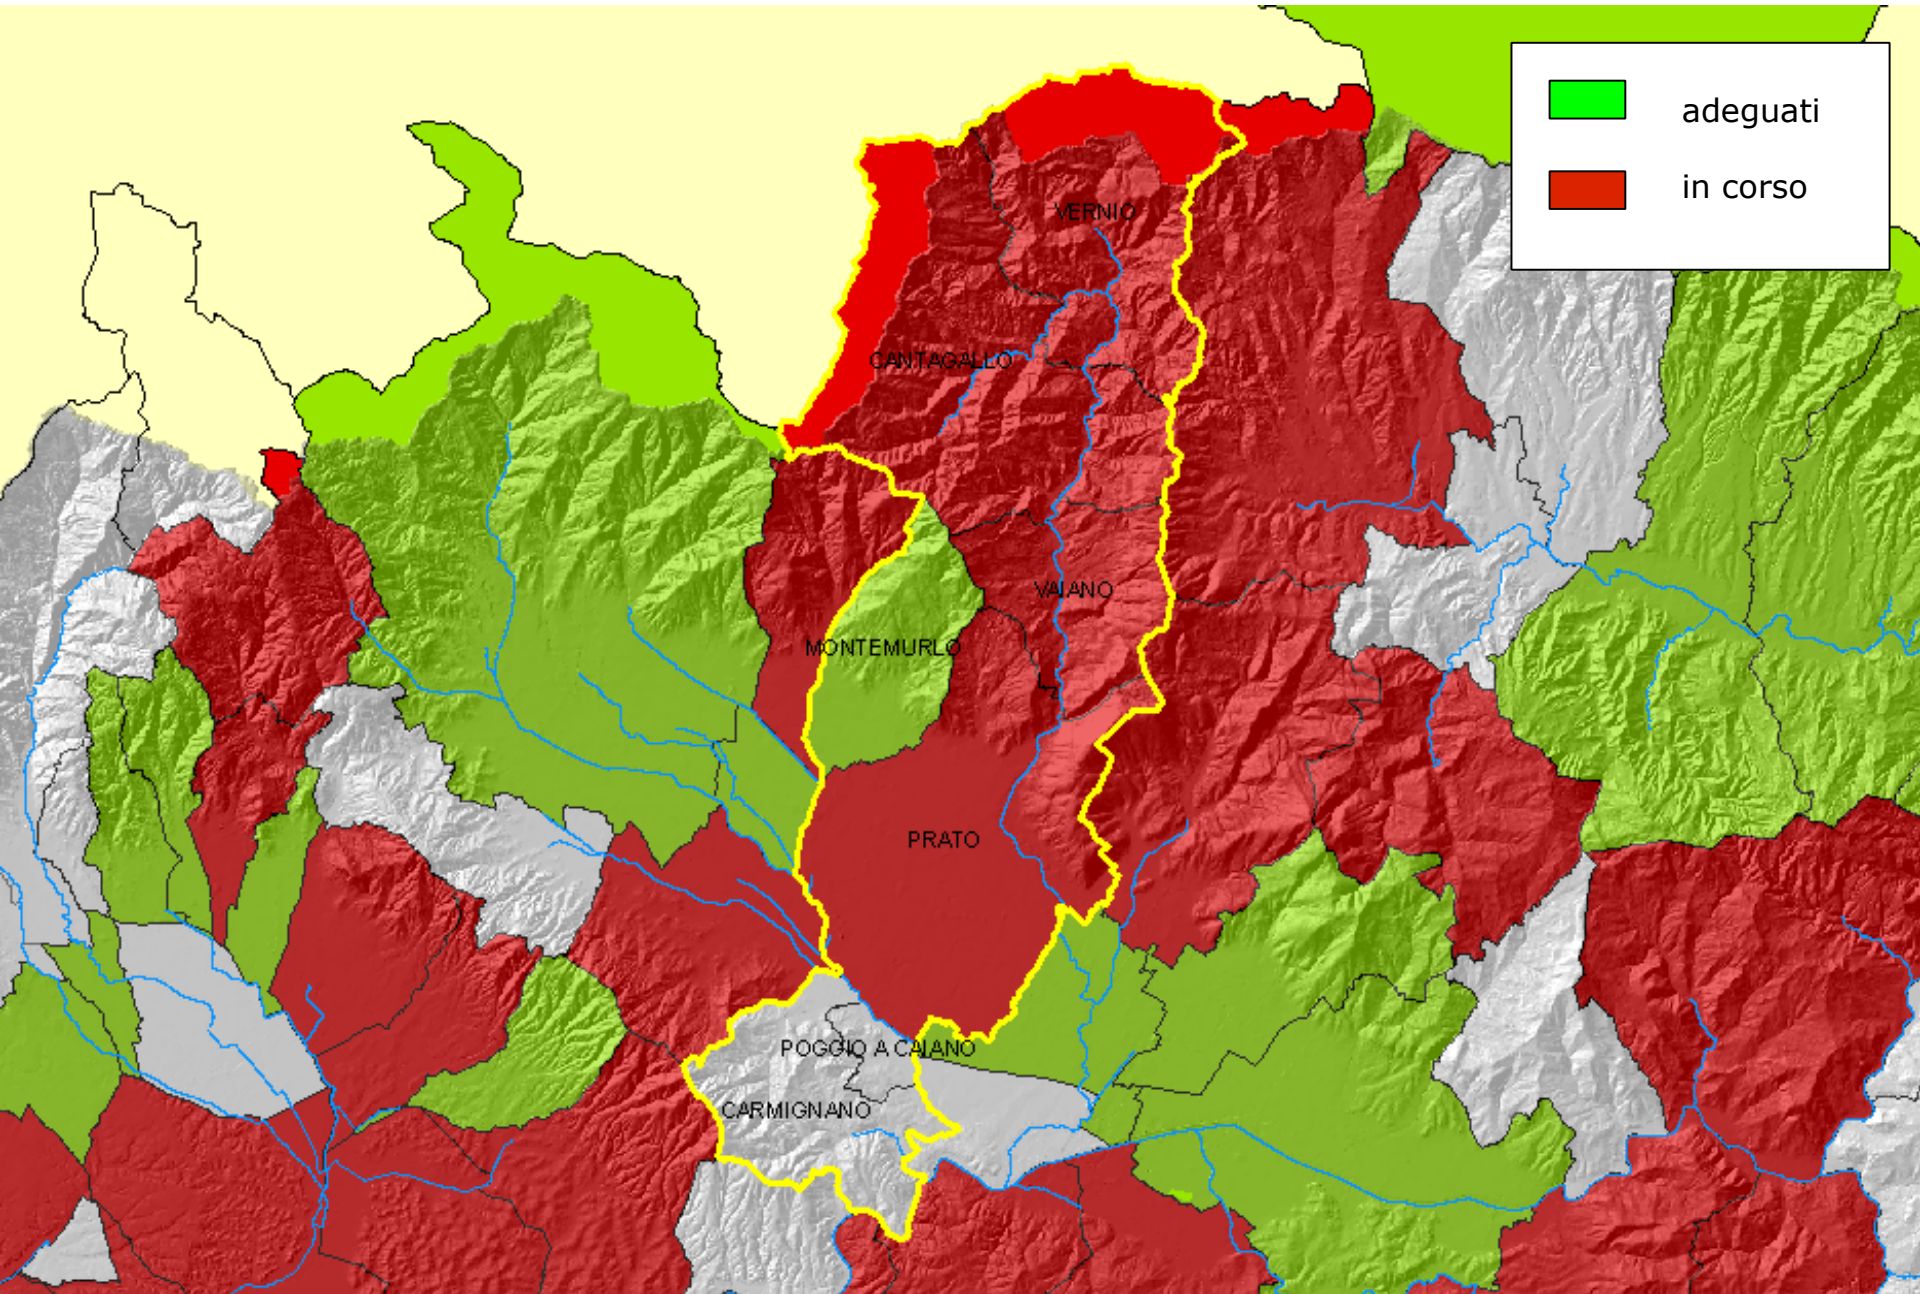 adeguati
in corso
VERNIO
CANTAGALLO
VAIANO
MONTEMURLO
PRATO
POGGIO A CAIANO
CARMIGNANO